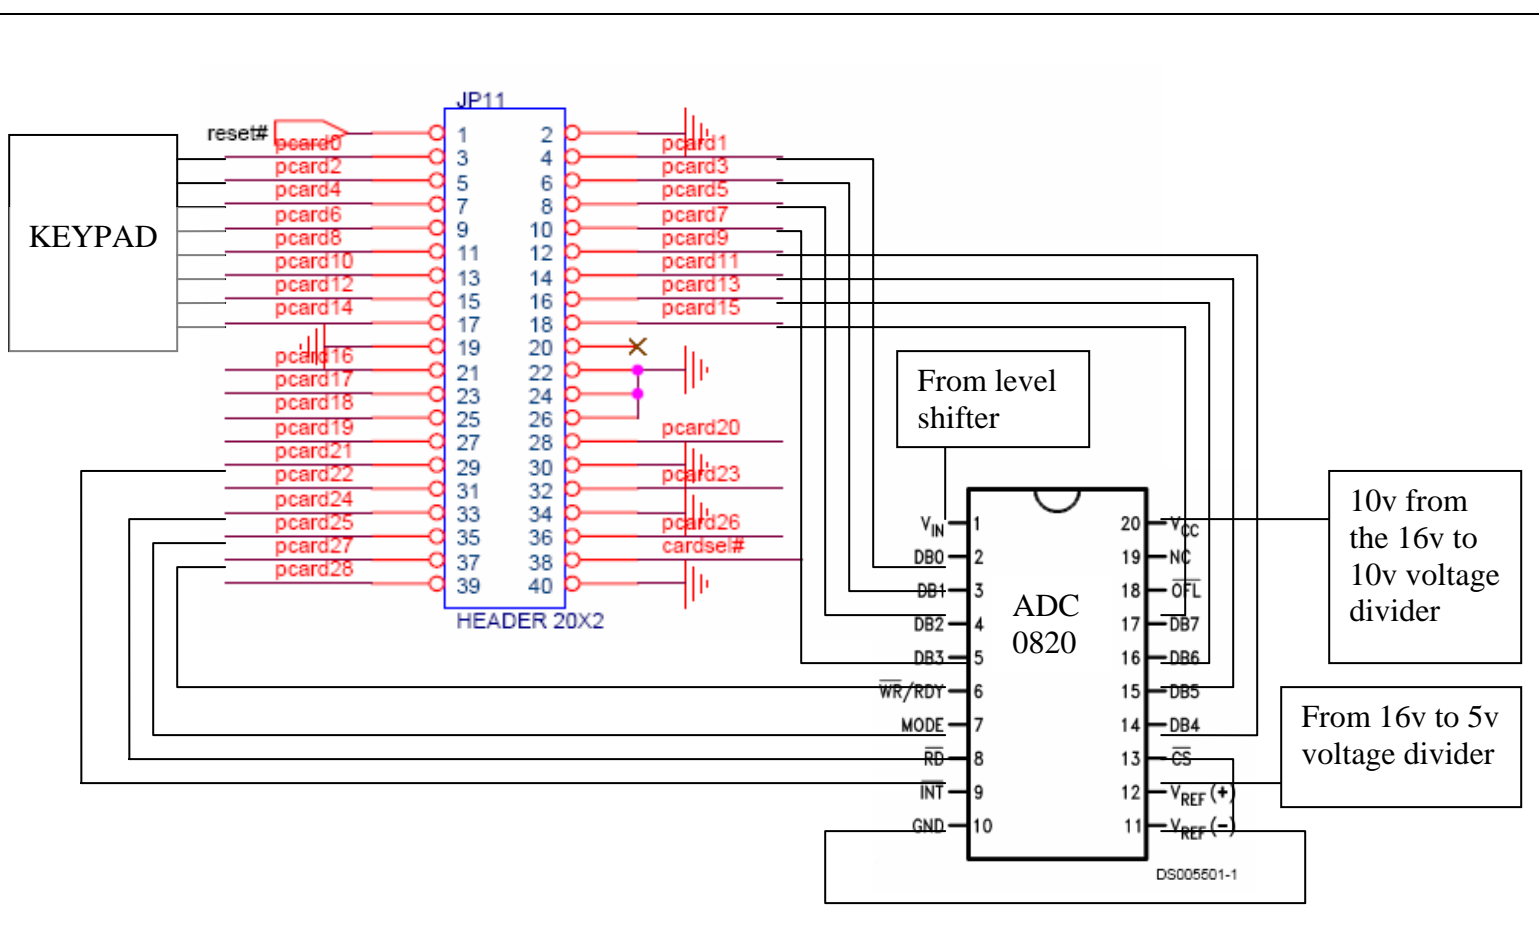 JP11
reset#
1 2
pcard0 pcard1
3 4
pcard2 pcard3
5 6
pcard4 pcard5
7 8
pcard6 pcard7
9 10
pcard8 pcard9
11 12
pcard10 pcard11
13 14
pcard12 pcard13
15 16
pcard14 pcard15
17 18
19 20
pcard16
21 22
pcard17
23 24
pcard18
25 26
pcard19 pcard20
27 28
pcard21
29 30
pcard22 pcard23
31 32
pcard24
33 34
pcard25 pcard26
35 36
pcard27 cardsel#
37 38
pcard28
39 40
HEADER 20X2
KEYPAD
From level
shifter
10v from
the 16v to
10v voltage
divider
From 16v to 5v
voltage divider
ADC
0820
VIN 1 20 VCC
DB0 2 19 NC
DB1 3 18 OFL
DB2 4 17 DB7
DB3 5 16 DB6
WR/RDY 6 15 DB5
MODE 7 14 DB4
RD 8 13 CS
INT 9 12 VREF (+)
GND 10 11 VREF (-)
DS005501-1